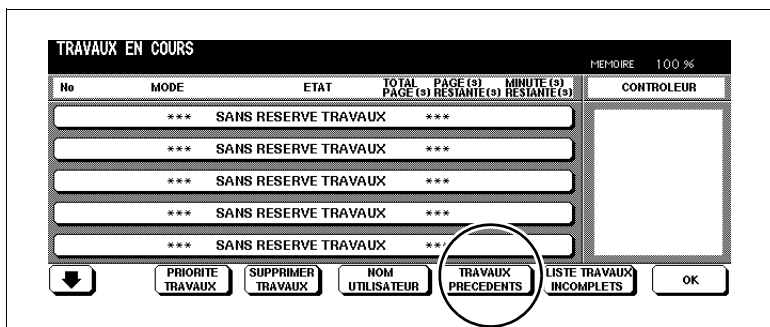 TRAVAUX EN COURS
MEMOIRE 100 %
No MODE ETAT TOTAL PAGE(s) PAGE(s) RESTANTE(s) MINUTE(s) RESTANTE(s) CONTROLEUR
*** SANS RESERVE TRAVAUX ***
*** SANS RESERVE TRAVAUX ***
*** SANS RESERVE TRAVAUX ***
*** SANS RESERVE TRAVAUX ***
*** SANS RESERVE TRAVAUX ***
PRIORITE TRAVAUX SUPPRIMER TRAVAUX NOM UTILISATEUR TRAVAUX PRECEDENTS LISTE TRAVAUX INCOMPLETS OK